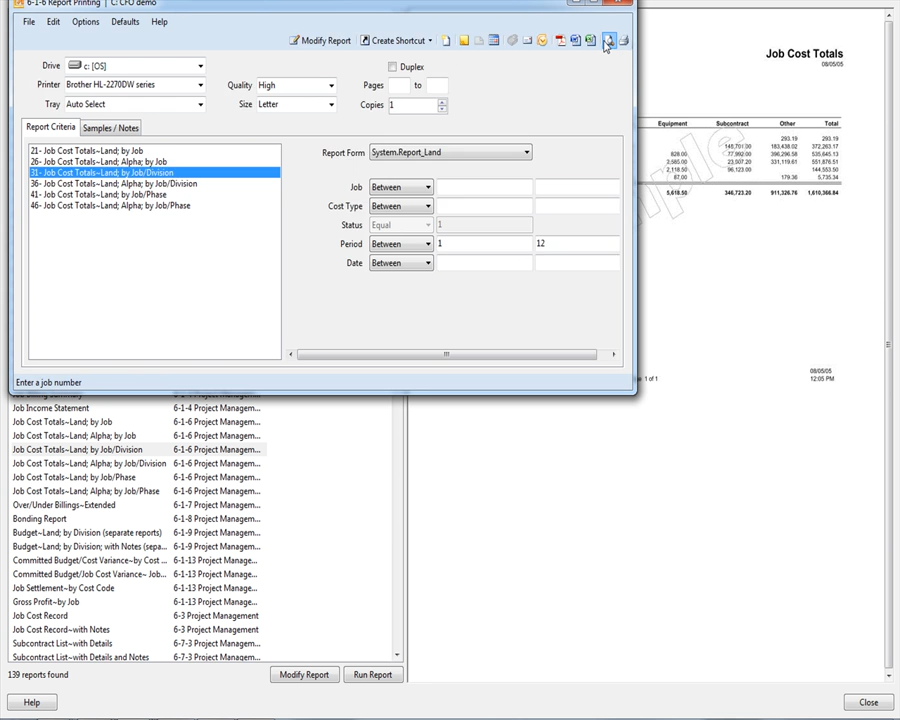 6-1-6 Report Printing | C: CFO demo
File Edit Options Defaults Help
Modify Report Create Shortcut
Drive c: [OS]
Duplex
Printer Brother HL-2270DW series
Quality High
Pages to
Tray Auto Select
Size Letter
Copies 1
Report Criteria Samples / Notes
21- Job Cost Totals~Land; by Job
26- Job Cost Totals~Land; Alpha; by Job
31- Job Cost Totals~Land; by Job/Division
36- Job Cost Totals~Land; Alpha; by Job/Division
41- Job Cost Totals~Land; by Job/Phase
46- Job Cost Totals~Land; Alpha; by Job/Phase
Report Form System.Report_Land
Job Between
Cost Type Between
Status Equal 1
Period Between 1 12
Date Between
Enter a job number
Job Cost Totals
08/05/05
Equipment Subcontract Other Total
293.19 293.19
148,701.00 183,438.02 372,263.17
828.00 77,992.00 396,296.58 535,645.13
2,585.00 23,907.20 331,119.61 551,876.51
2,118.50 96,123.00 144,553.50
87.00 179.36 5,735.34
5,618.50 346,723.20 911,326.76 1,610,366.84
1 of 1
08/05/05
12:05 PM
Job Income Statement 6-1-4 Project Managem...
Job Cost Totals~Land; by Job 6-1-6 Project Managem...
Job Cost Totals~Land; Alpha; by Job 6-1-6 Project Managem...
Job Cost Totals~Land; by Job/Division 6-1-6 Project Managem...
Job Cost Totals~Land; Alpha; by Job/Division 6-1-6 Project Managem...
Job Cost Totals~Land; by Job/Phase 6-1-6 Project Managem...
Job Cost Totals~Land; Alpha; by Job/Phase 6-1-6 Project Managem...
Over/Under Billings~Extended 6-1-7 Project Managem...
Bonding Report 6-1-8 Project Managem...
Budget~Land; by Division (separate reports) 6-1-9 Project Managem...
Budget~Land; by Division; with Notes (sepa... 6-1-9 Project Managem...
Committed Budget/Cost Variance~by Cost ... 6-1-13 Project Manage...
Committed Budget/Job Cost Variance~ Job... 6-1-13 Project Manage...
Job Settlement~by Cost Code 6-1-13 Project Manage...
Gross Profit~by Job 6-1-13 Project Manage...
Job Cost Record 6-3 Project Management
Job Cost Record~with Notes 6-3 Project Management
Subcontract List~with Details 6-7-3 Project Managem...
Subcontract List~with Details and Notes 6-7-3 Project Managem...
139 reports found
Modify Report Run Report
Help Close